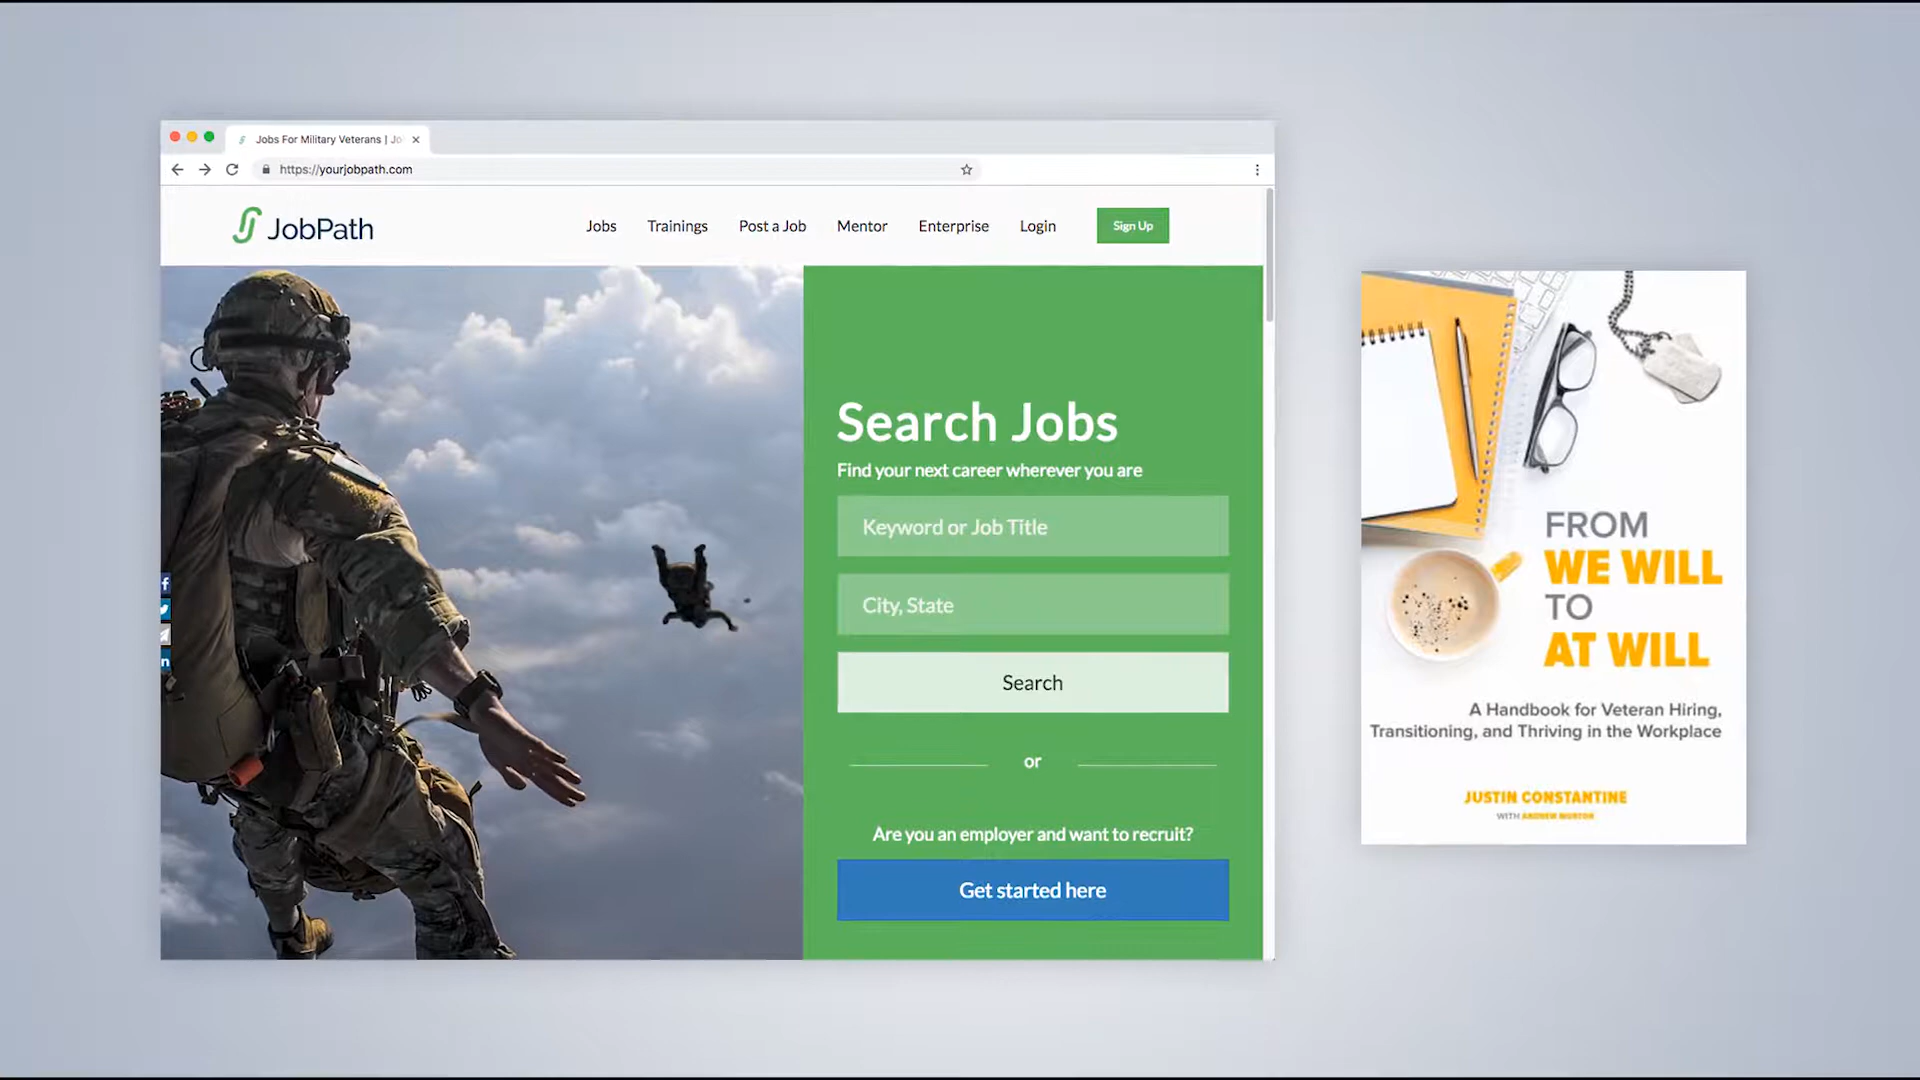 Jobs For Military Veterans | Jo
https://yourjobpath.com
JobPath
Jobs
Trainings
Post a Job
Mentor
Enterprise
Login
Sign Up
Search Jobs
Find your next career wherever you are
Keyword or Job Title
City, State
Search
or
Are you an employer and want to recruit?
Get started here
FROM
WE WILL
TO
AT WILL
A Handbook for Veteran Hiring,
Transitioning, and Thriving in the Workplace
JUSTIN CONSTANTINE
WITH ANDREW MORTON